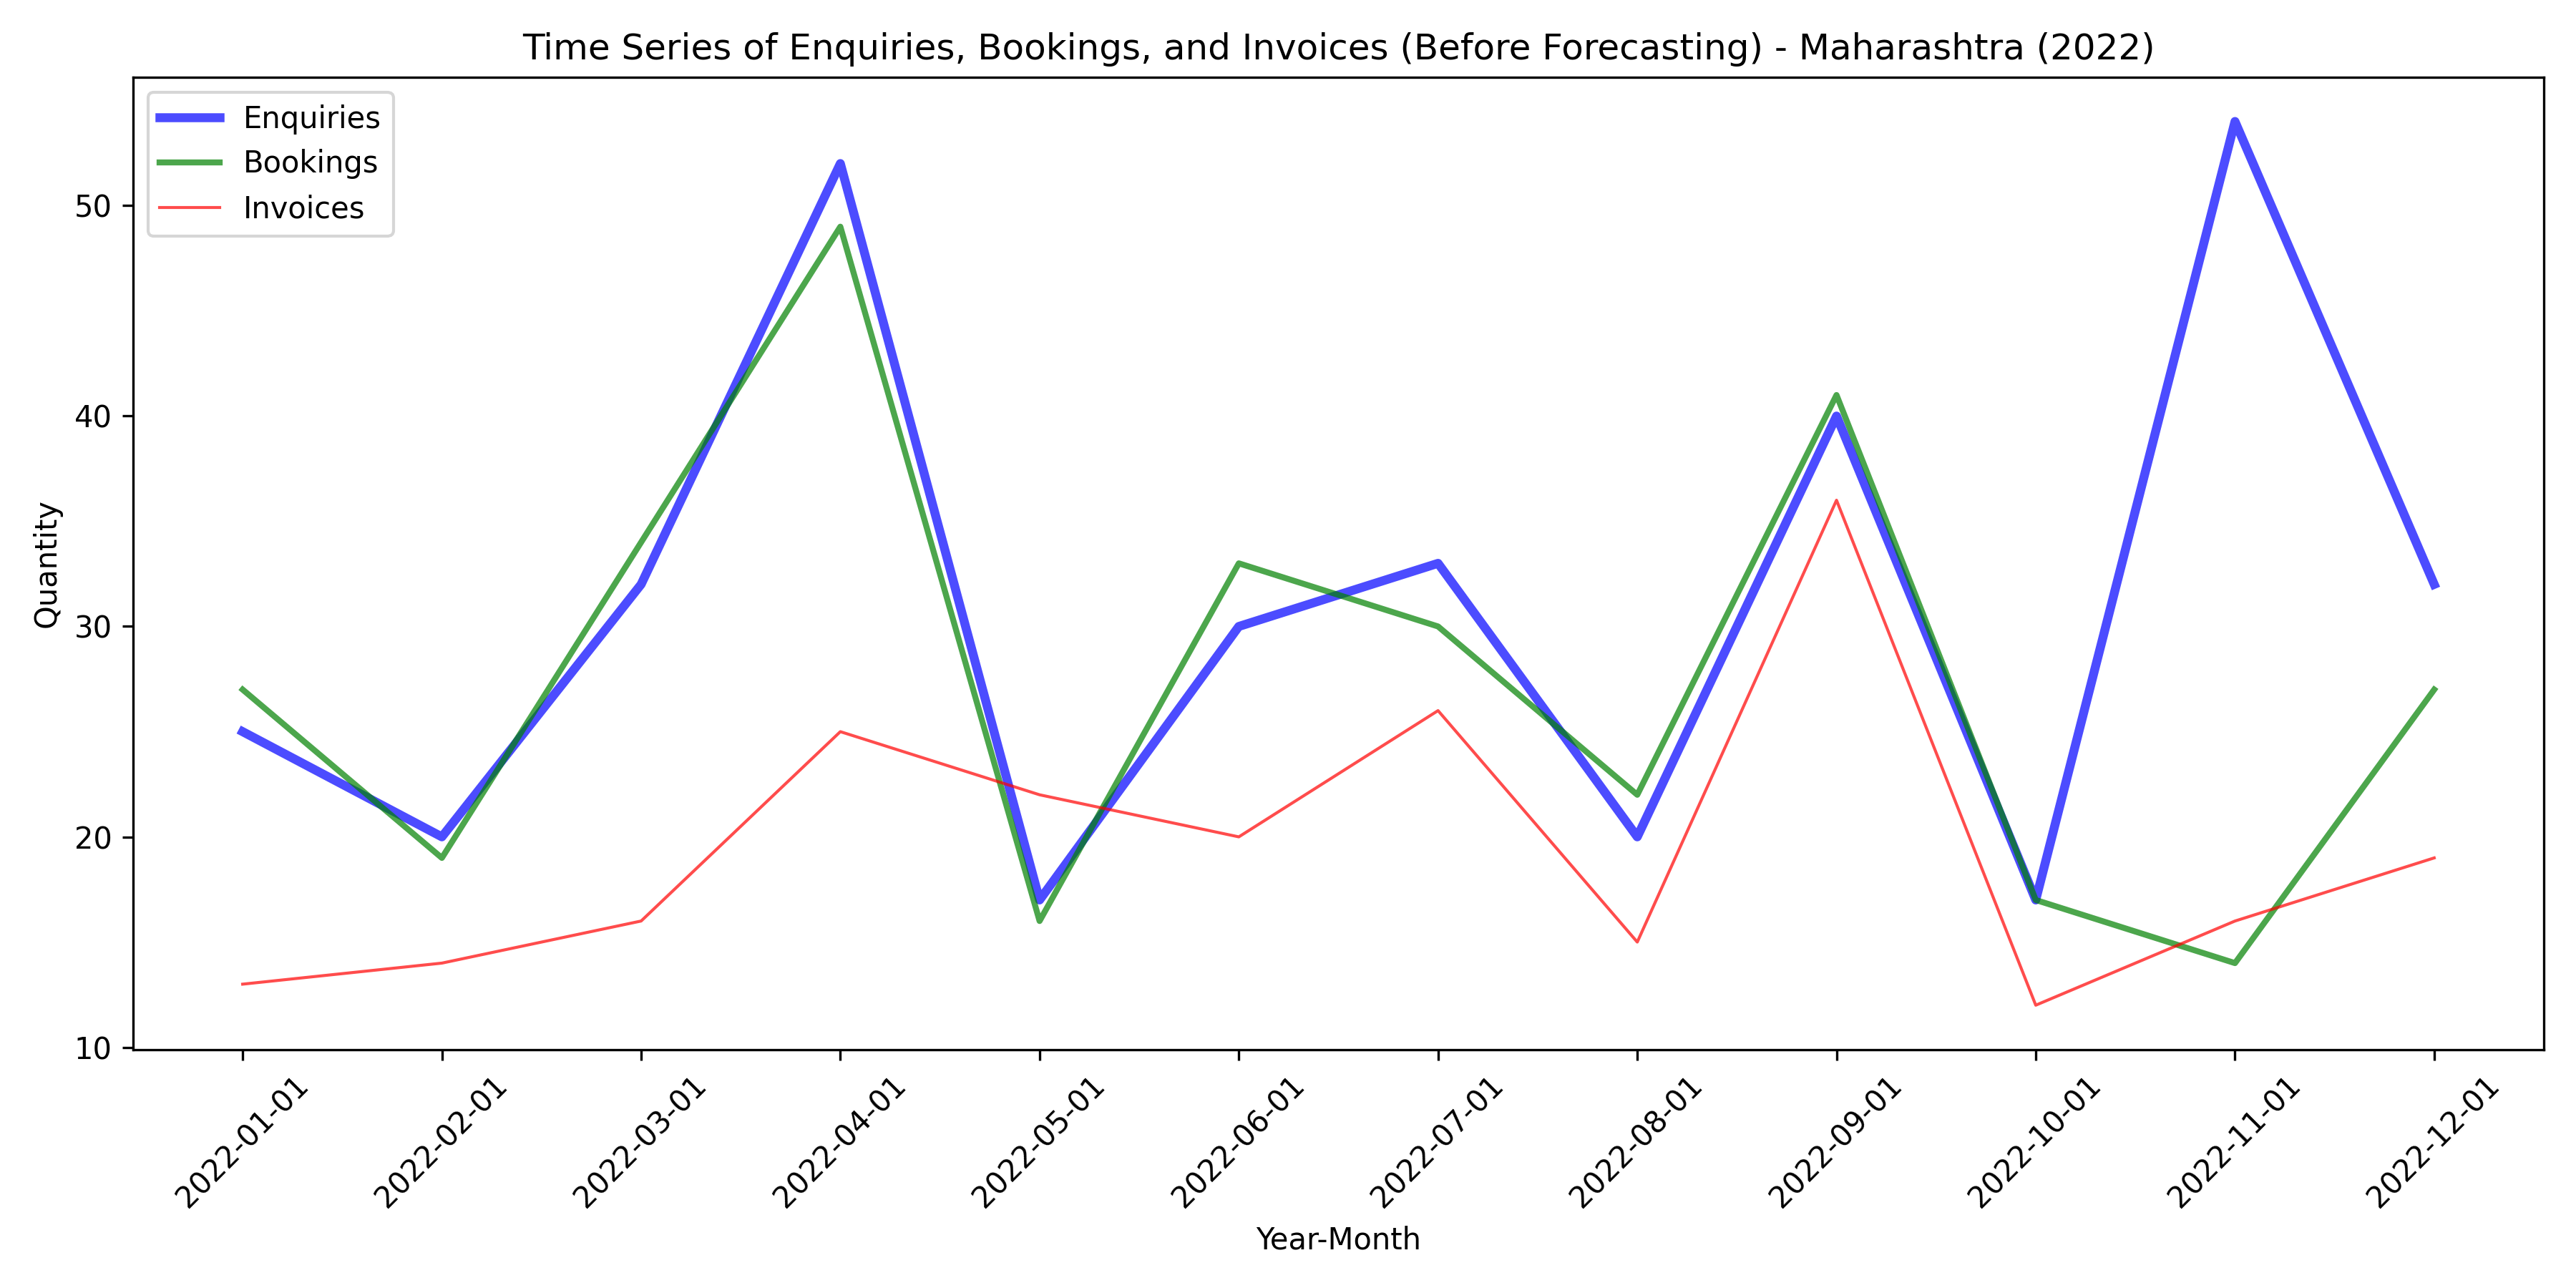 Time Series of Enquiries, Bookings, and Invoices (Before Forecasting) - Maharashtra (2022)
Enquiries
Bookings
Invoices
Quantity
50
40
30
20
10
2022-01-01
2022-02-01
2022-03-01
2022-04-01
2022-05-01
2022-06-01
2022-07-01
2022-08-01
2022-09-01
2022-10-01
2022-11-01
2022-12-01
Year-Month